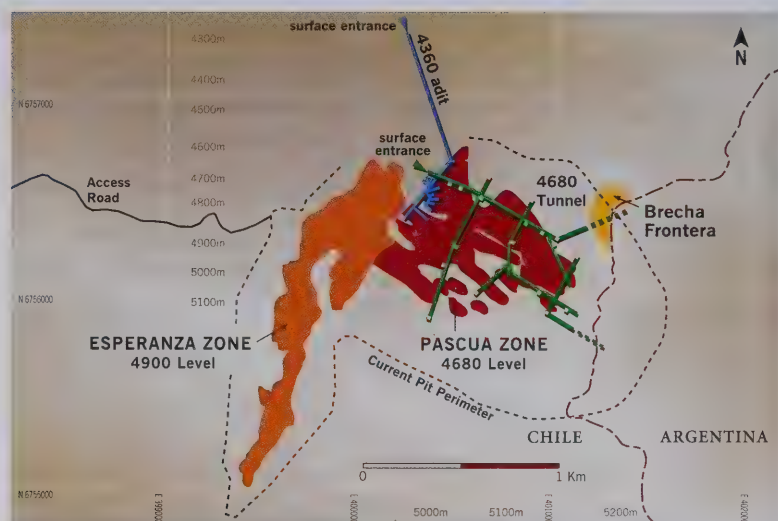 surface entrance
4300m
4360 adit
N
4400m
N 6757000
4500m
4600m
surface
entrance
4700m
4680
Tunnel
Access
Road
4800m
Brecha
Frontera
4900m
5000m
N 6756000
5100m
ESPERANZA ZONE
4900 Level
PASCUA ZONE
4680 Level
Current Pit Perimeter
CHILE
ARGENTINA
0
1 Km
N 6755000
5000m
5100m
5200m